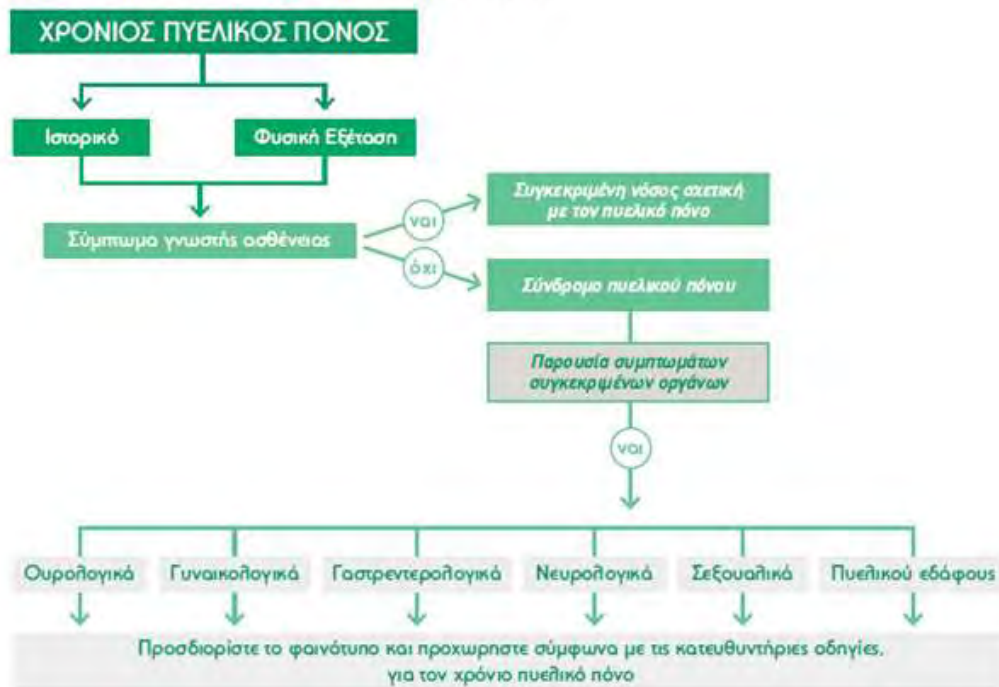 ΧΡΟΝΙΟΣ ΠΥΕΛΙΚΟΣ ΠΟΝΟΣ
Ιστορικό
Φυσική Εξέταση
Σύμπτωμα γνωστής ασθένειας
ναι
Συγκεκριμένη νόσος σχετική
με τον πυελικό πόνο
όχι
Σύνδρομο πυελικού πόνου
Παρουσία συμπτωμάτων
συγκεκριμένων οργάνων
ναι
Ουρολογικά
Γυναικολογικά
Γαστρεντερολογικά
Νευρολογικά
Σεξουαλικά
Πυελικού εδάφους
Προσδιορίστε το φαινότυπο και προχωρηστε σύμφωνα με τις κατευθυντήριες οδηγίες,
για τον χρόνιο πυελικό πόνο